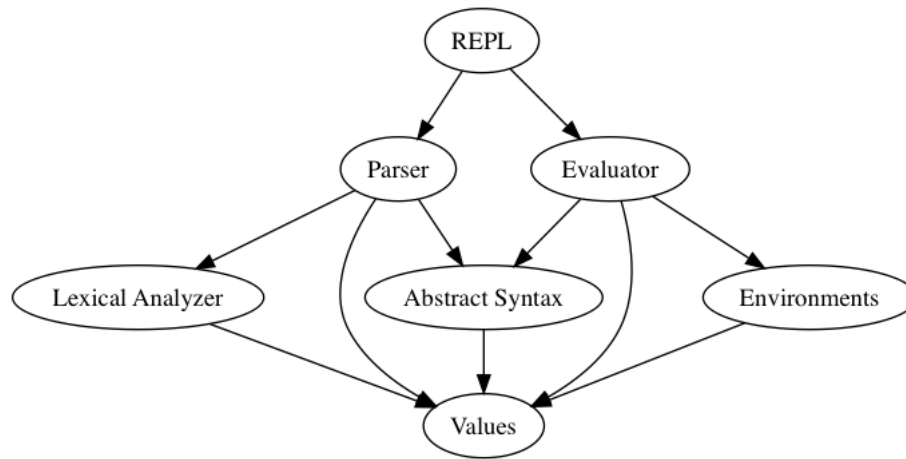 REPL
Parser
Evaluator
Lexical Analyzer
Abstract Syntax
Environments
Values